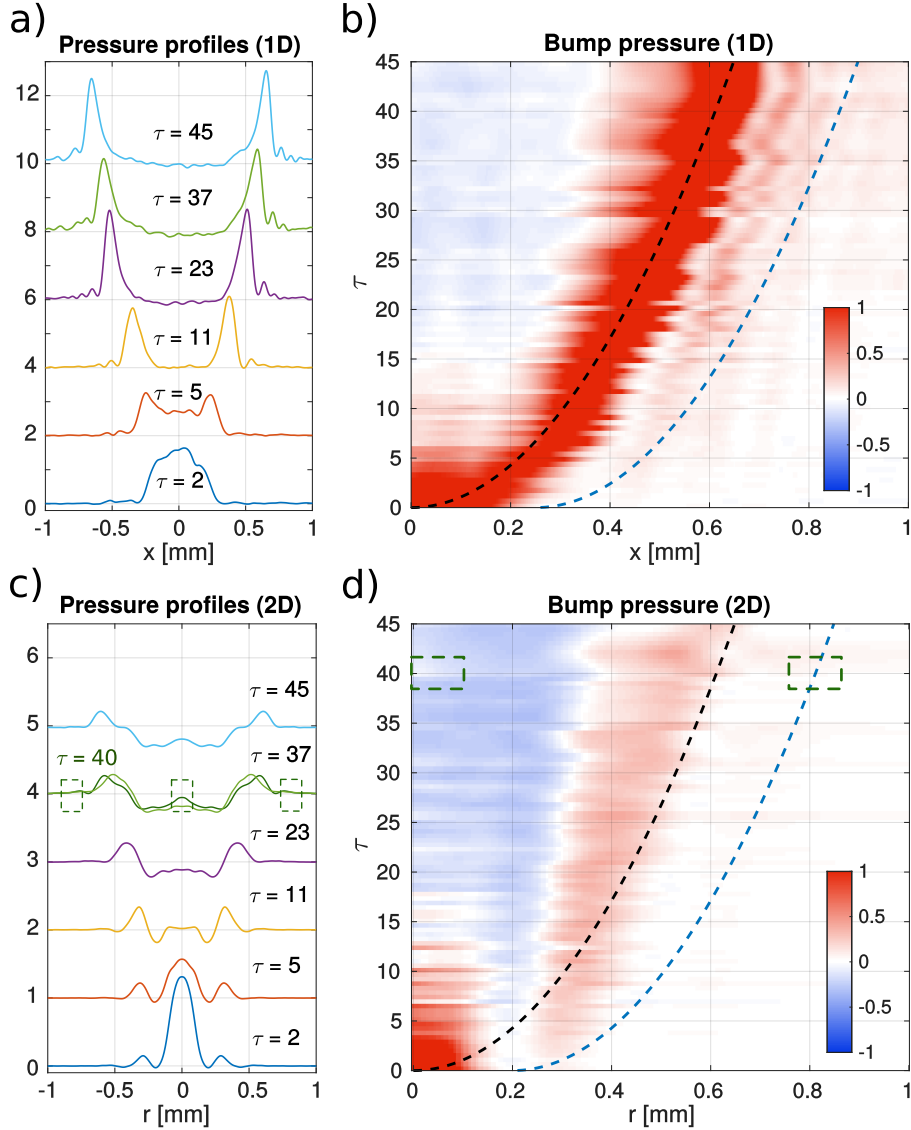 a)
Pressure profiles (1D)
12
10
8
6
4
2
0
τ = 45
τ = 37
τ = 23
τ = 11
τ = 5
τ = 2
-1 -0.5 0 0.5 1
x [mm]
b)
Bump pressure (1D)
45
40
35
30
25
20
15
10
5
0
τ
1
0.5
0
-0.5
-1
0 0.2 0.4 0.6 0.8 1
x [mm]
c)
Pressure profiles (2D)
6
5
4
3
2
1
0
τ = 45
τ = 40
τ = 37
τ = 23
τ = 11
τ = 5
τ = 2
-1 -0.5 0 0.5 1
r [mm]
d)
Bump pressure (2D)
45
40
35
30
25
20
15
10
5
0
τ
1
0.5
0
-0.5
-1
0 0.2 0.4 0.6 0.8 1
r [mm]